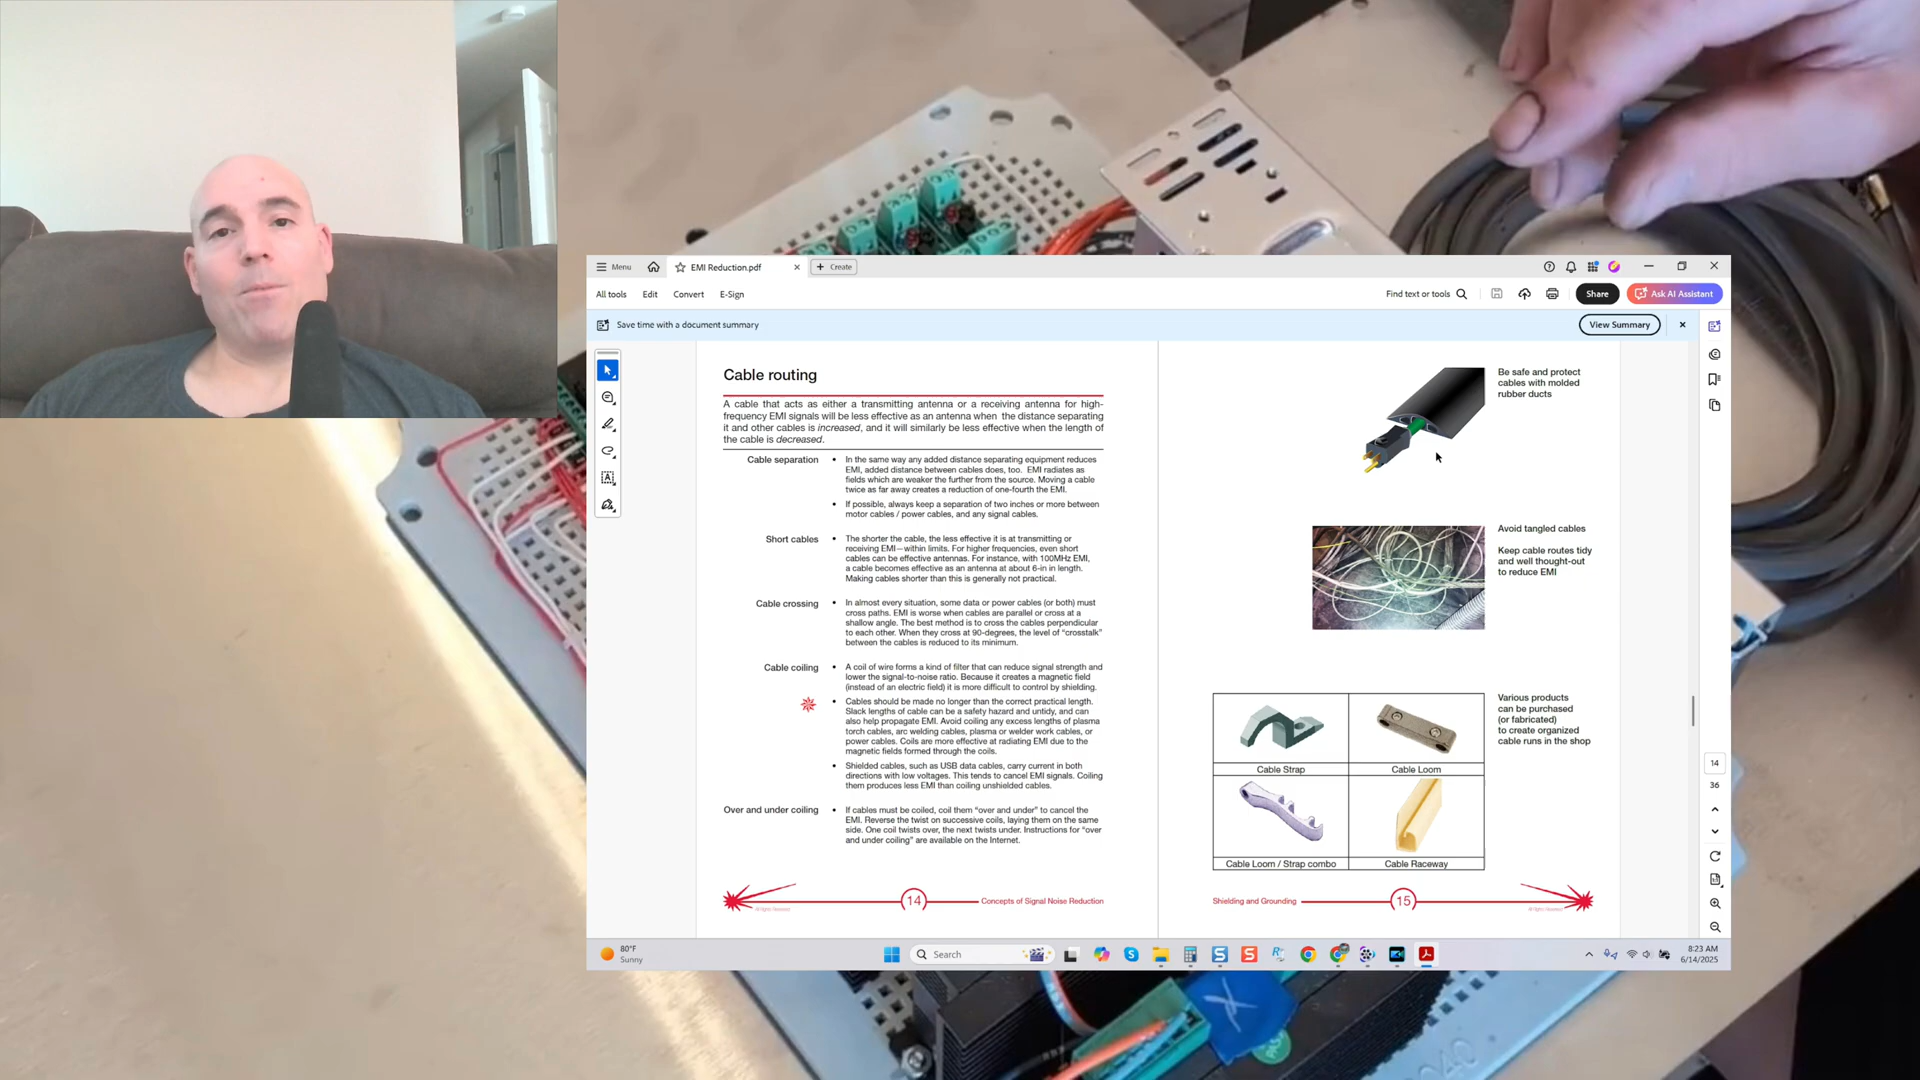 Menu
EMI Reduction.pdf
Create
All tools
Edit
Convert
E-Sign
Find text or tools
Share
Ask AI Assistant
Save time with a document summary
View Summary
Cable routing
A cable that acts as either a transmitting antenna or a receiving antenna for high-
frequency EMI signals will be less effective as an antenna when the distance separating
it and other cables is increased, and it will similarly be less effective when the length of
the cable is decreased.
Cable separation
• In the same way any added distance separating equipment reduces
EMI, added distance between cables does, too. EMI radiates as
fields which are weaker the further from the source. Moving a cable
twice as far away creates a reduction of one-fourth the EMI.
• If possible, always keep a separation of two inches or more between
motor cables / power cables, and any signal cables.
Short cables
• The shorter the cable, the less effective it is at transmitting or
receiving EMI—within limits. For higher frequencies, even short
cables can be effective antennas. For instance, with 100MHz EMI,
a cable becomes effective as an antenna at about 6-in in length.
Making cables shorter than this is generally not practical.
Cable crossing
• In almost every situation, some data or power cables (or both) must
cross paths. EMI is worse when cables are parallel or cross at a
shallow angle. The best method is to cross the cables perpendicular
to each other. When they cross at 90-degrees, the level of “crosstalk”
between the cables is reduced to its minimum.
Cable coiling
• A coil of wire forms a kind of filter that can reduce signal strength and
lower the signal-to-noise ratio. Because it creates a magnetic field
(instead of an electric field) it is more difficult to control by shielding.
• Cables should be made no longer than the correct practical length.
Slack lengths of cable can be a safety hazard and untidy, and can
also help propagate EMI. Avoid coiling any excess lengths of plasma
torch cables, arc welding cables, plasma or welder work cables, or
power cables. Coils are more effective at radiating EMI due to the
magnetic fields formed through the coils.
• Shielded cables, such as USB data cables, carry current in both
directions with low voltages. This tends to cancel EMI signals. Coiling
them produces less EMI than coiling unshielded cables.
Over and under coiling
• If cables must be coiled, coil them “over and under” to cancel the
EMI. Reverse the twist on successive coils, laying them on the same
side. One coil twists over, the next twists under. Instructions for “over
and under coiling” are available on the Internet.
14
Concepts of Signal Noise Reduction
Be safe and protect
cables with molded
rubber ducts
Avoid tangled cables
Keep cable routes tidy
and well thought-out
to reduce EMI
Various products
can be purchased
(or fabricated)
to create organized
cable runs in the shop
Cable Strap
Cable Loom
Cable Loom / Strap combo
Cable Raceway
Shielding and Grounding
15
14
36
80°F
Sunny
Search
8:23 AM
6/14/2025